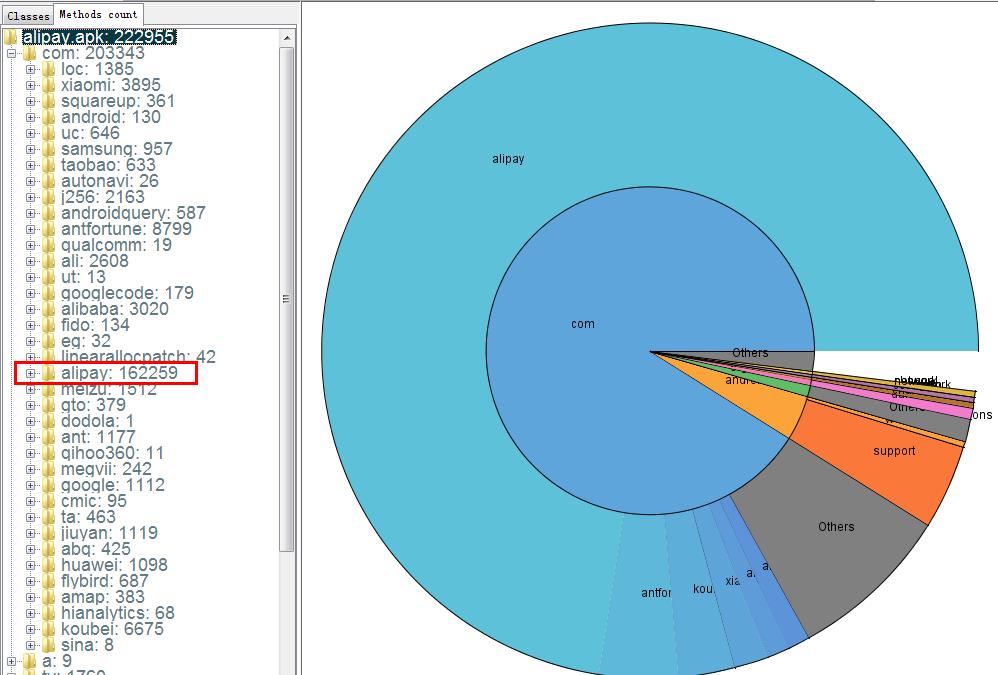 Classes Methods count
alipay.apk: 222955
com: 203343
loc: 1385
xiaomi: 3895
squareup: 361
android: 130
uc: 646
samsung: 957
taobao: 633
autonavi: 26
j256: 2163
androidquery: 587
antfortune: 8799
qualcomm: 19
ali: 2608
ut: 13
googlecode: 179
alibaba: 3020
fido: 134
eg: 32
linearallocpatch: 42
alipay: 162259
meizu: 1512
gto: 379
dodola: 1
ant: 1177
qihoo360: 11
megvii: 242
google: 1112
cmic: 95
ta: 463
jiuyan: 1119
abq: 425
huawei: 1098
flybird: 687
amap: 383
hianalytics: 68
koubei: 6675
sina: 8
a: 9
alipay
com
Others
andr
Others
ons
support
Others
antfor
kou
xia
a
a